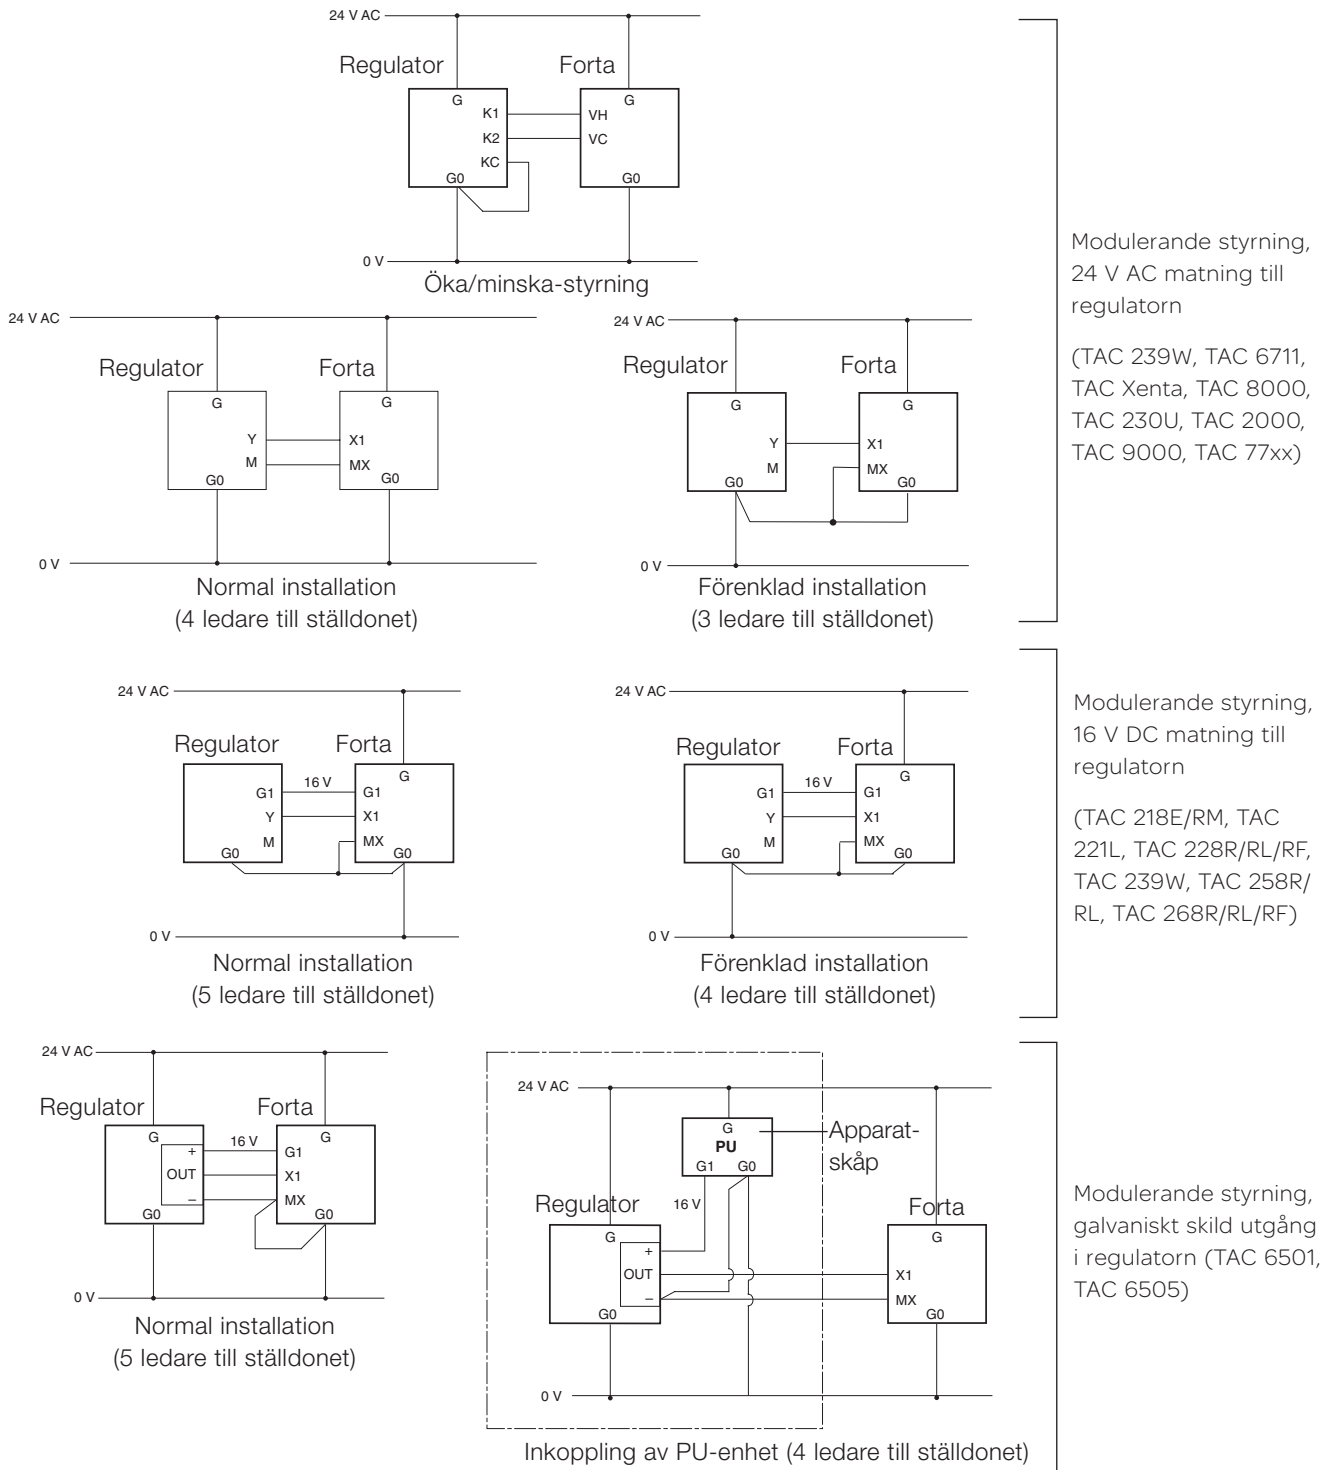 24 V AC
Regulator
Forta
G
G
K1
VH
K2
VC
KC
G0
G0
0 V
Öka/minska-styrning
24 V AC
Regulator
Forta
G
G
Y
X1
M
MX
G0
G0
0 V
Normal installation
(4 ledare till ställdonet)
24 V AC
Regulator
Forta
G
G
Y
X1
M
MX
G0
G0
0 V
Förenklad installation
(3 ledare till ställdonet)
Modulerande styrning,
24 V AC matning till
regulatorn
(TAC 239W, TAC 6711,
TAC Xenta, TAC 8000,
TAC 230U, TAC 2000,
TAC 9000, TAC 77xx)
24 V AC
Regulator
Forta
G
G1
16 V
G1
Y
X1
M
MX
G0
G0
0 V
Normal installation
(5 ledare till ställdonet)
24 V AC
Regulator
Forta
G
G1
16 V
G1
Y
X1
M
MX
G0
G0
0 V
Förenklad installation
(4 ledare till ställdonet)
Modulerande styrning,
16 V DC matning till
regulatorn
(TAC 218E/RM, TAC
221L, TAC 228R/RL/RF,
TAC 239W, TAC 258R/
RL, TAC 268R/RL/RF)
24 V AC
Regulator
Forta
G
G
+
16 V
G1
OUT
X1
–
MX
G0
G0
0 V
Normal installation
(5 ledare till ställdonet)
24 V AC
G
PU
G1
G0
Apparat-
skåp
Regulator
16 V
Forta
G
G
+
OUT
X1
–
MX
G0
G0
0 V
Inkoppling av PU-enhet (4 ledare till ställdonet)
Modulerande styrning,
galvaniskt skild utgång
i regulatorn (TAC 6501,
TAC 6505)